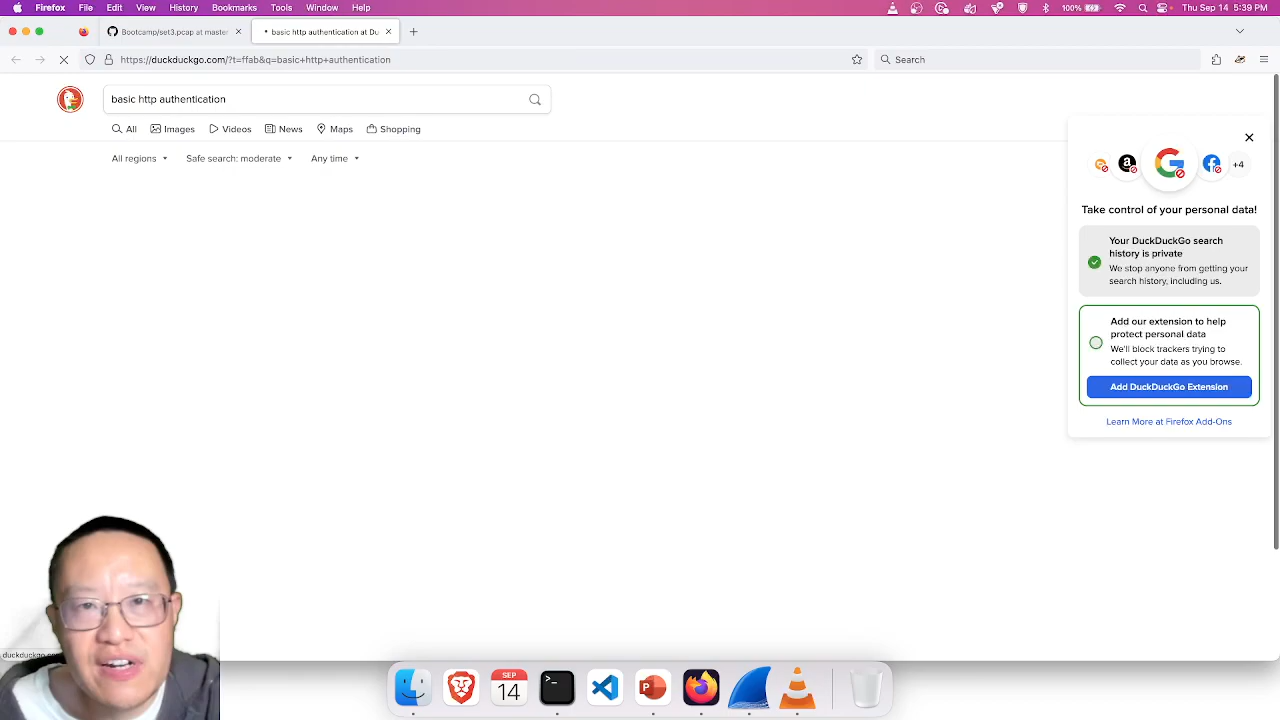 Firefox File Edit View History Bookmarks Tools Window Help 100% Thu Sep 14 5:39 PM
Bootcamp/set3.pcap at master
basic http authentication at Du
https://duckduckgo.com/?t=ffab&q=basic+http+authentication
Search
basic http authentication
All Images Videos News Maps Shopping
All regions Safe search: moderate Any time
+4
Take control of your personal data!
Your DuckDuckGo search
history is private
We stop anyone from getting your
search history, including us.
Add our extension to help
protect personal data
We'll block trackers trying to
collect your data as you browse.
Add DuckDuckGo Extension
Learn More at Firefox Add-Ons
SEP
14